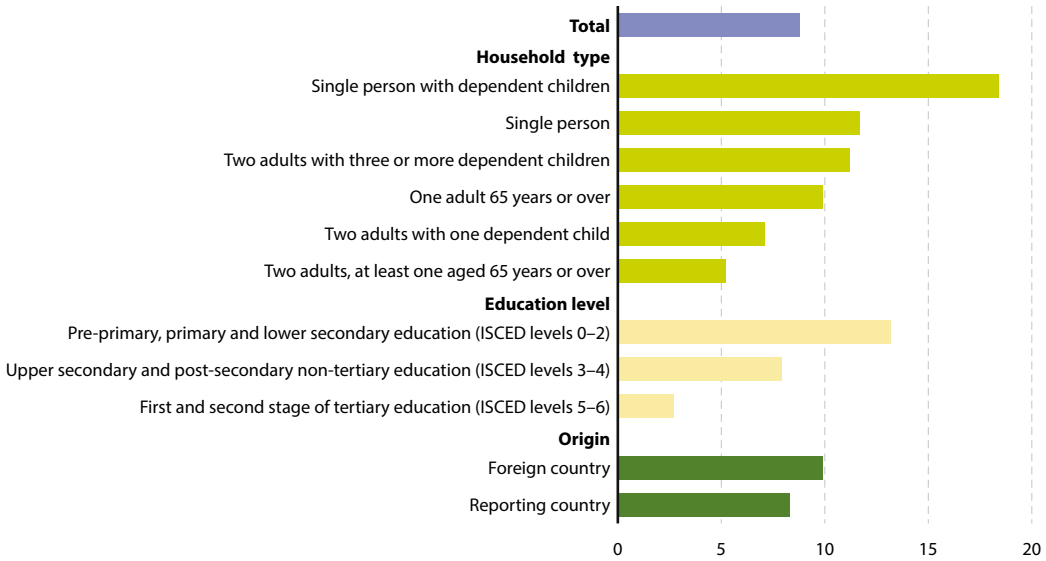 Total
Household type
Single person with dependent children
Single person
Two adults with three or more dependent children
One adult 65 years or over
Two adults with one dependent child
Two adults, at least one aged 65 years or over
Education level
Pre-primary, primary and lower secondary education (ISCED levels 0–2)
Upper secondary and post-secondary non-tertiary education (ISCED levels 3–4)
First and second stage of tertiary education (ISCED levels 5–6)
Origin
Foreign country
Reporting country
0 5 10 15 20